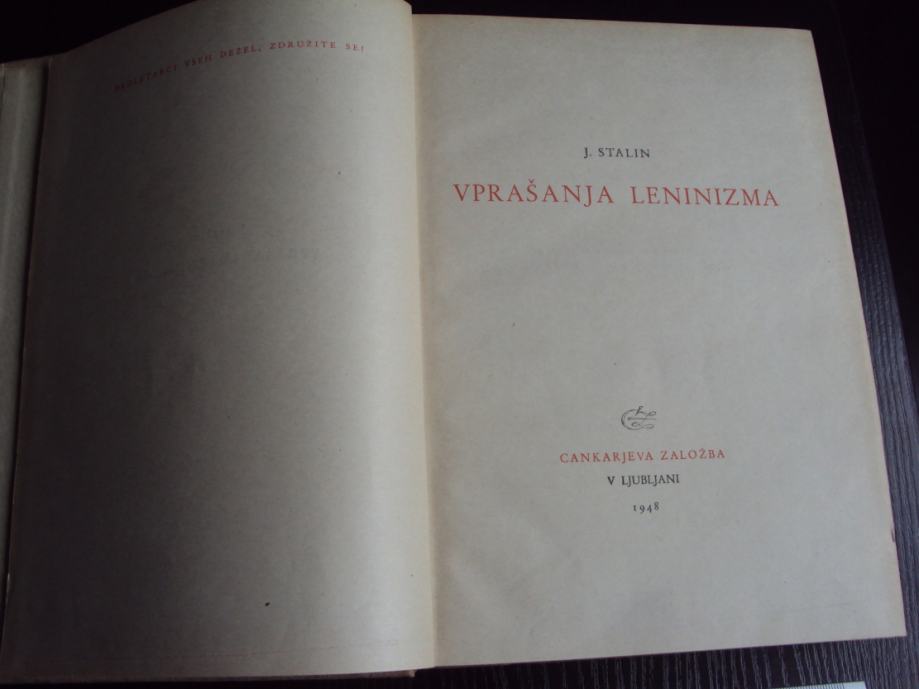 PROLETARCI VSEH DEŽEL, ZDRUŽITE SE!
J. STALIN
VPRAŠANJA LENINIZMA
CANKARJEVA ZALOŽBA
V LJUBLJANI
1948